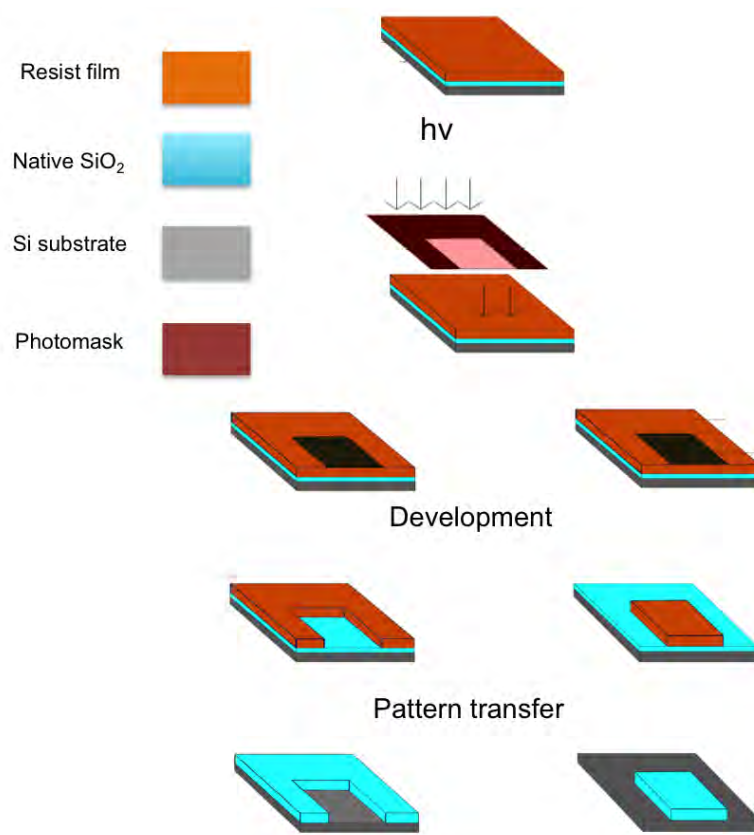 Resist film
hv
Native SiO₂
Si substrate
Photomask
Development
Pattern transfer